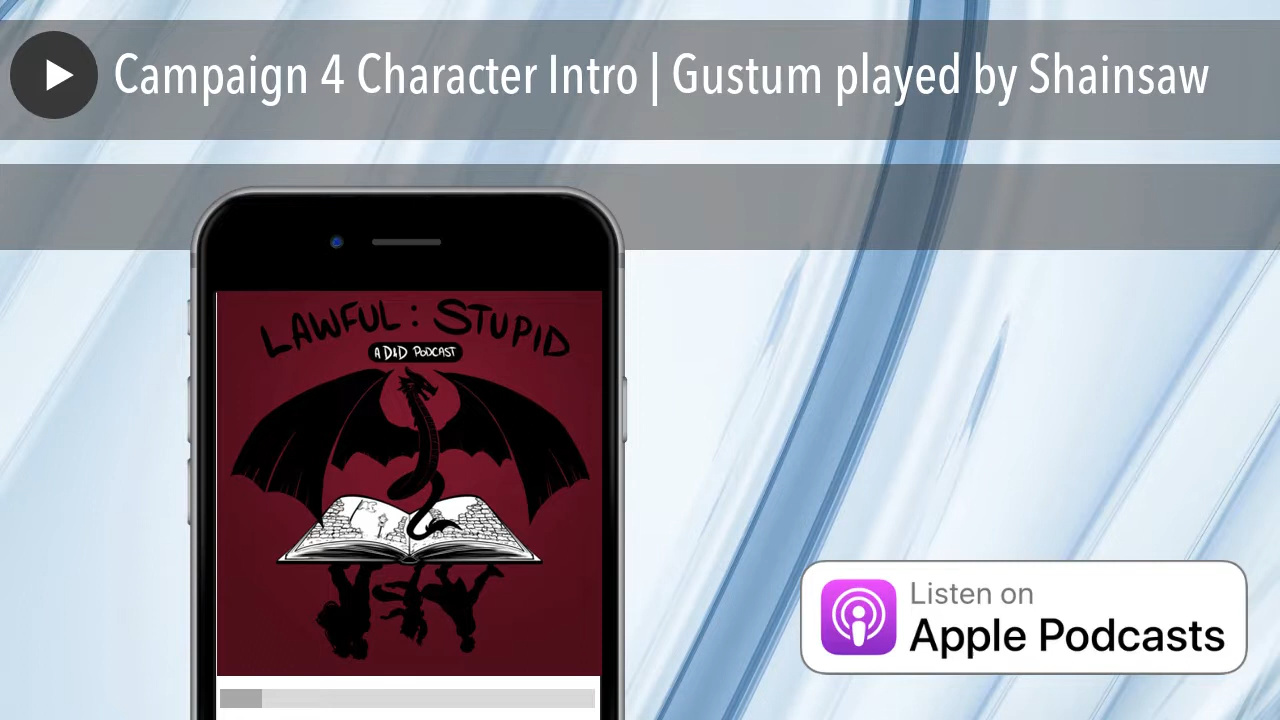 Campaign 4 Character Intro | Gustum played by Shainsaw
LAWFUL : STUPID
A D&D PODCAST
Listen on
Apple Podcasts